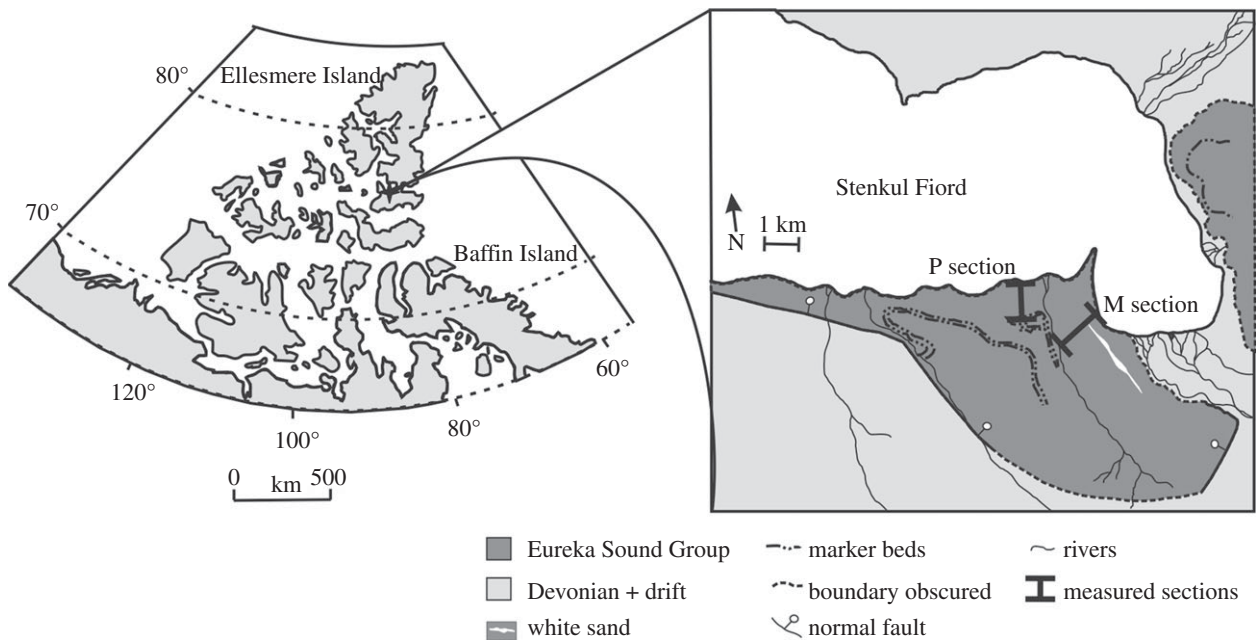 80°
Ellesmere Island
70°
Baffin Island
120°
100°
80°
60°
0 500
km
Stenkul Fiord
N
1 km
P section
M section
Eureka Sound Group
Devonian + drift
white sand
marker beds
boundary obscured
normal fault
rivers
measured sections